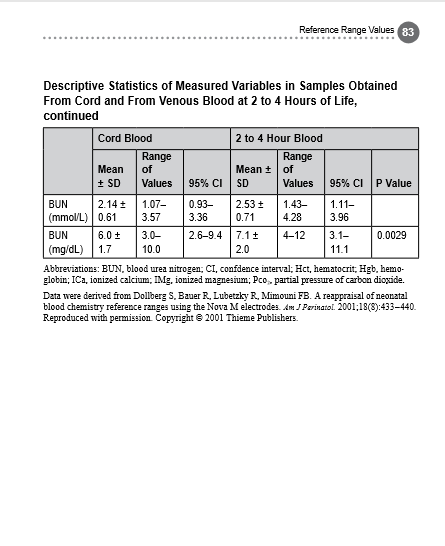 Reference Range Values 83
Descriptive Statistics of Measured Variables in Samples Obtained
From Cord and From Venous Blood at 2 to 4 Hours of Life,
continued
Cord Blood 2 to 4 Hour Blood
Mean ± SD Range of Values 95% CI Mean ± SD Range of Values 95% CI P Value
BUN (mmol/L) 2.14 ± 0.61 1.07–3.57 0.93–3.36 2.53 ± 0.71 1.43–4.28 1.11–3.96
BUN (mg/dL) 6.0 ± 1.7 3.0–10.0 2.6–9.4 7.1 ± 2.0 4–12 3.1–11.1 0.0029
Abbreviations: BUN, blood urea nitrogen; CI, confdence interval; Hct, hematocrit; Hgb, hemo-
globin; ICa, ionized calcium; IMg, ionized magnesium; Pco₂, partial pressure of carbon dioxide.
Data were derived from Dollberg S, Bauer R, Lubetzky R, Mimouni FB. A reappraisal of neonatal
blood chemistry reference ranges using the Nova M electrodes. Am J Perinatol. 2001;18(8):433–440.
Reproduced with permission. Copyright © 2001 Thieme Publishers.